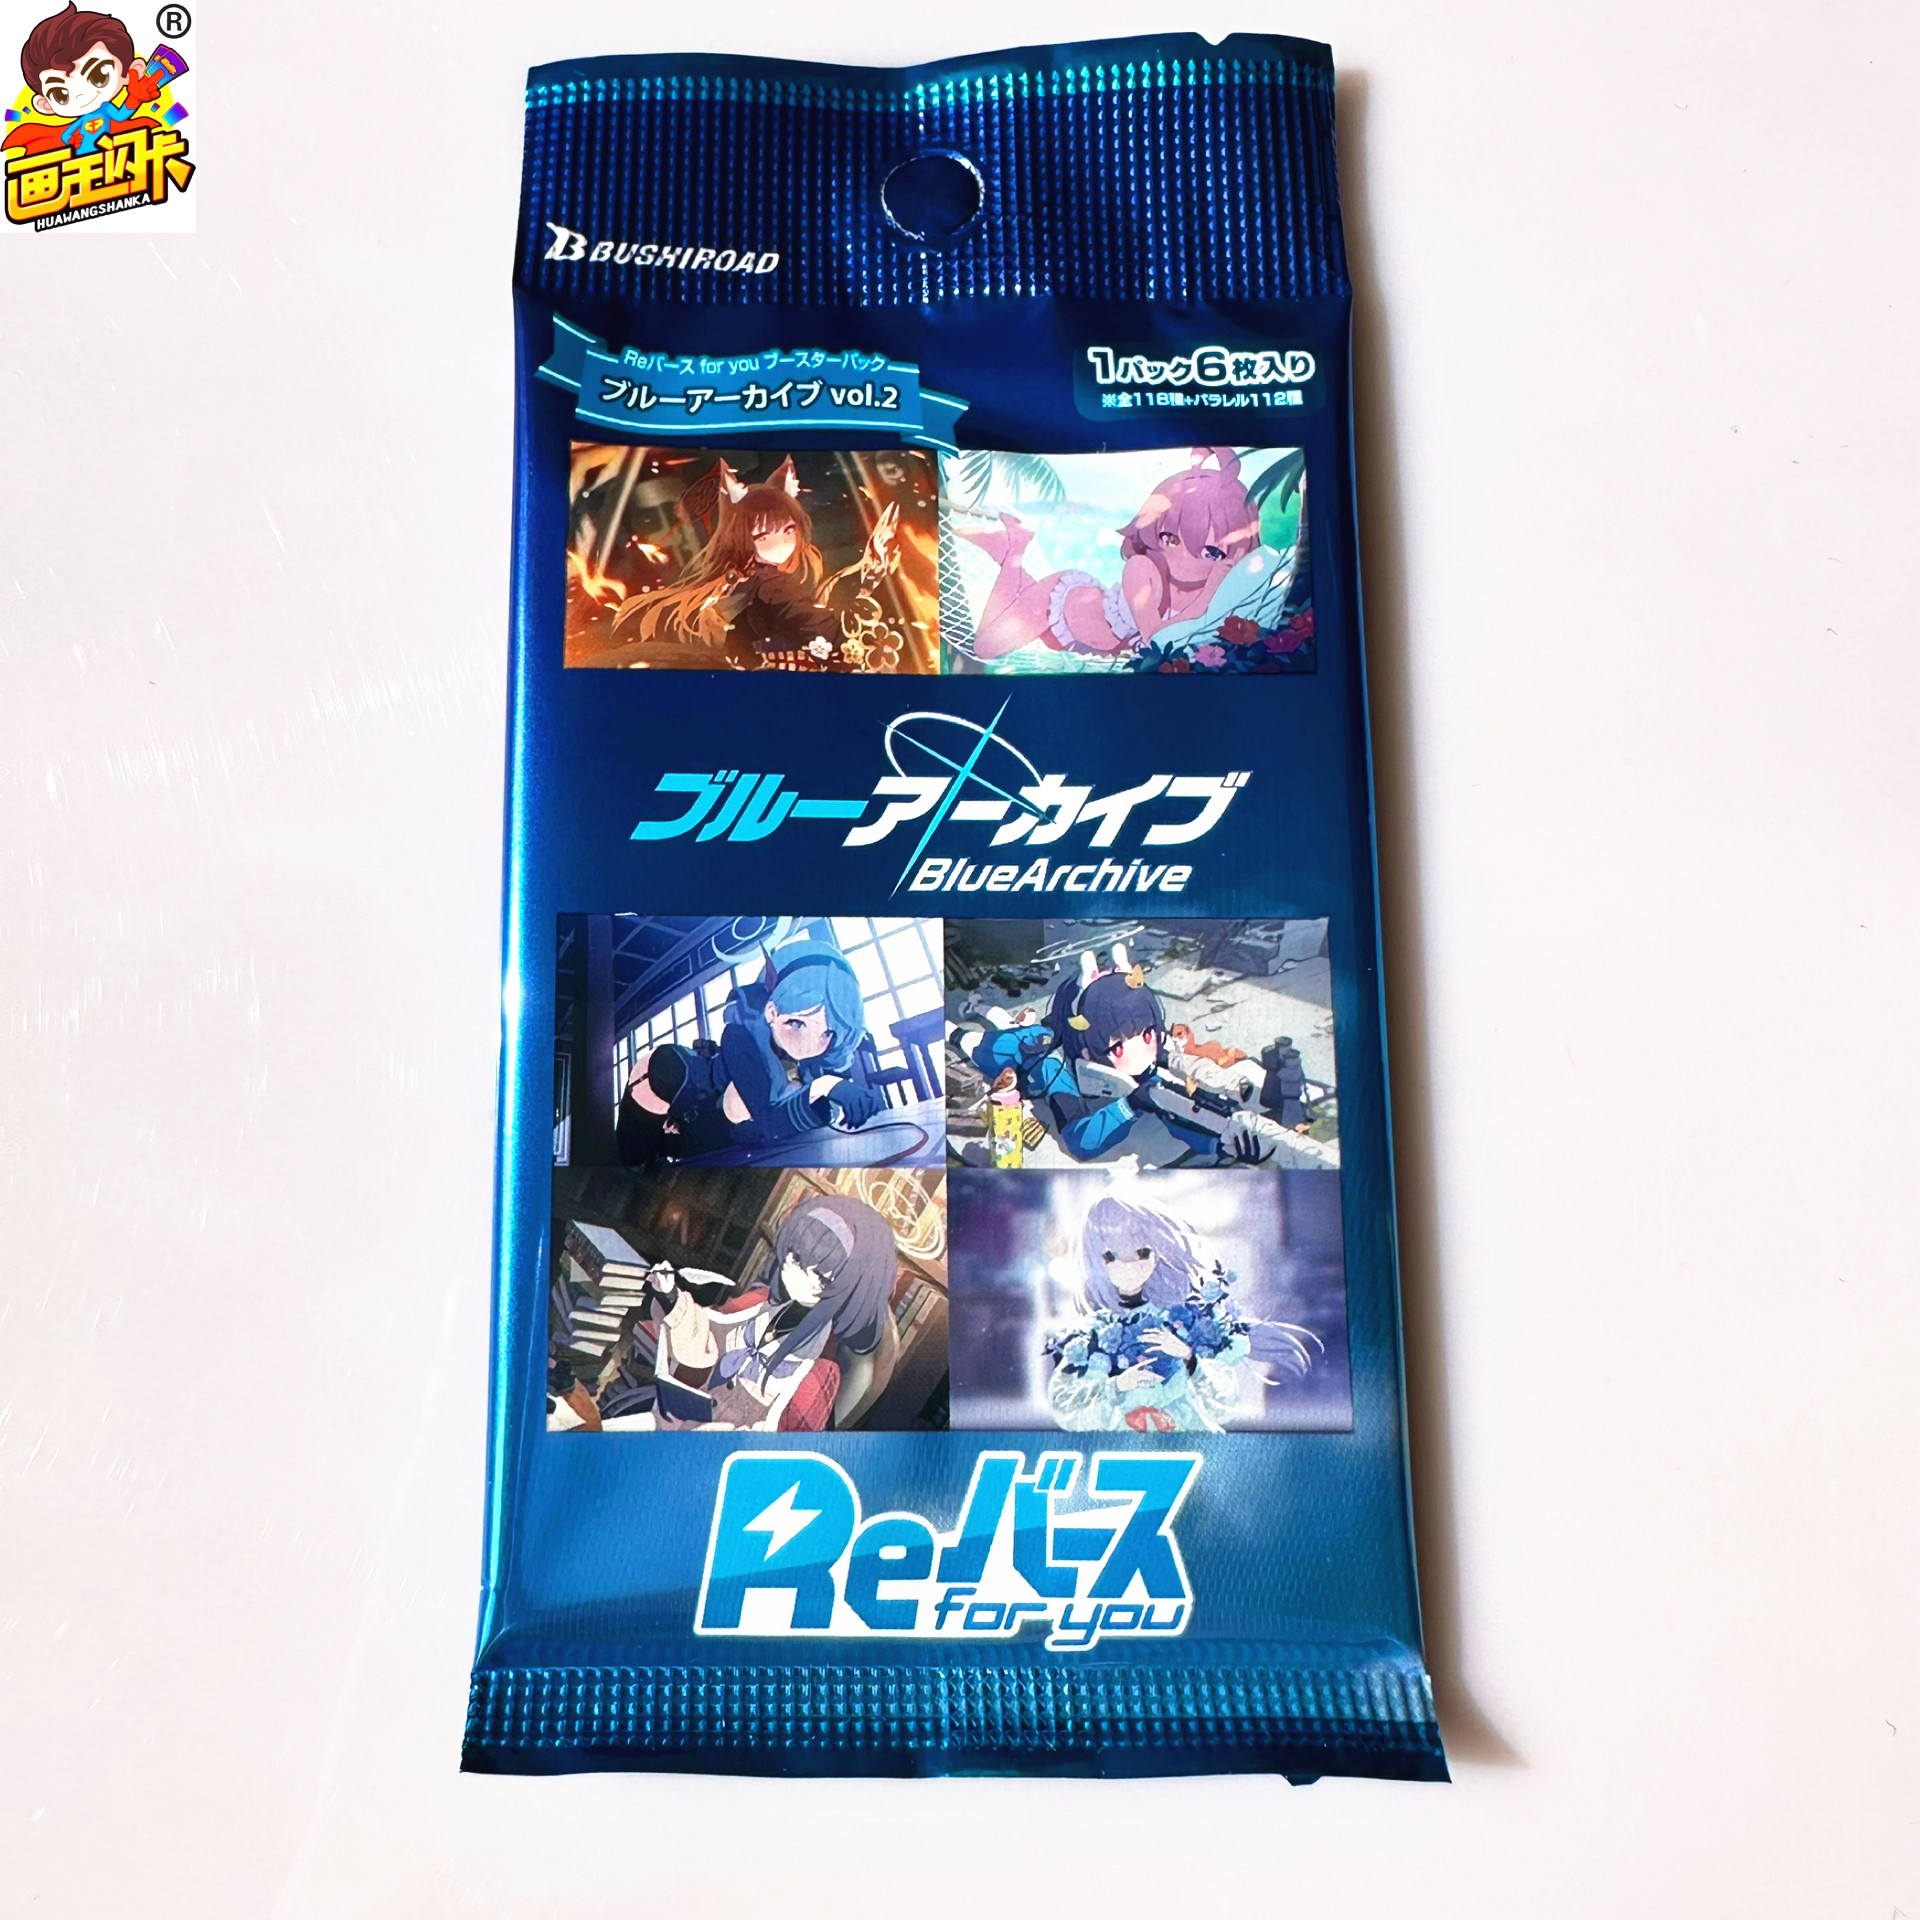 ®
画王闪卡
HUAWANGSHANKA
B BUSHIROAD
Reバース for you ブースターパック
ブルーアーカイブ vol.2
1パック6枚入り
※全118種+パラレル112種
ブルーアーカイブ
BlueArchive
Reバース
for you